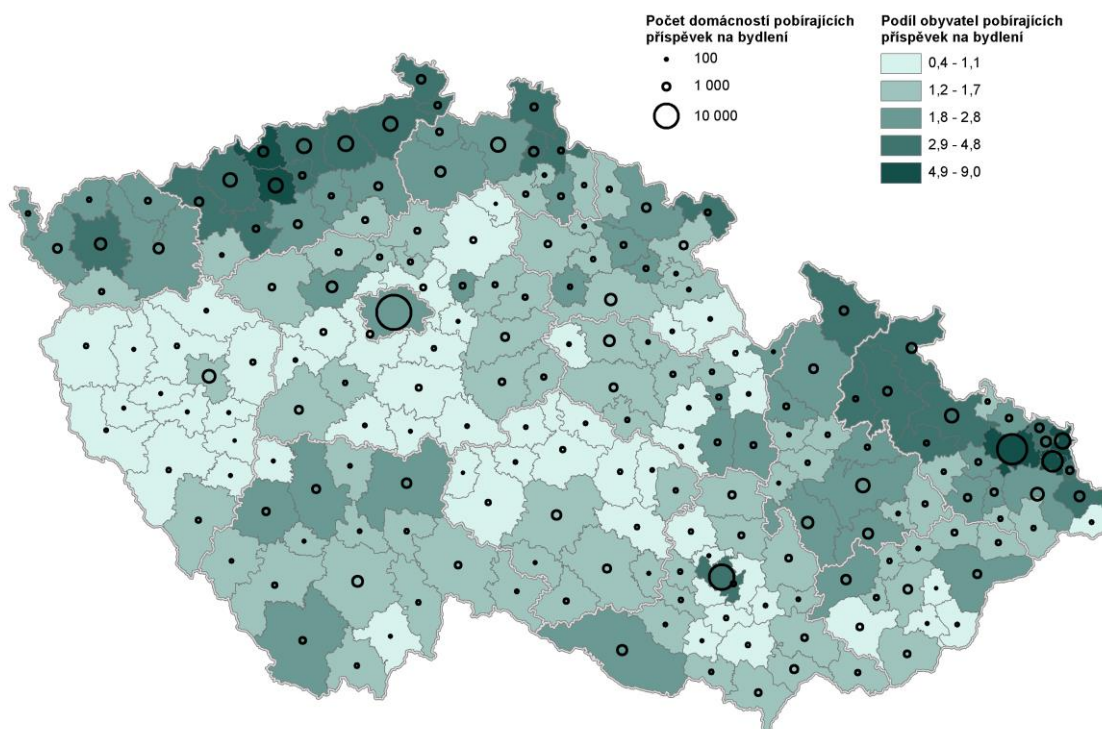 Počet domácností pobírajících
příspěvek na bydlení
100
1 000
10 000
Podíl obyvatel pobírajících
příspěvek na bydlení
0,4 - 1,1
1,2 - 1,7
1,8 - 2,8
2,9 - 4,8
4,9 - 9,0